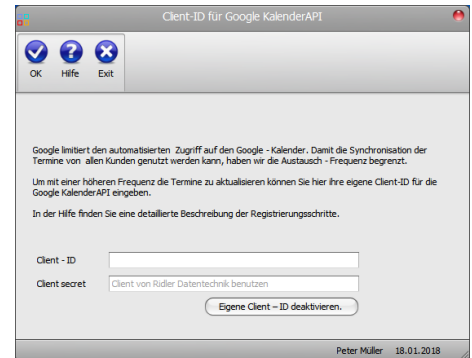 Client-ID für Google KalenderAPI
OK Hilfe Exit
Google limitiert den automatisierten Zugriff auf den Google - Kalender. Damit die Synchronisation der
Termine von allen Kunden genutzt werden kann, haben wir die Austausch - Frequenz begrenzt.
Um mit einer höheren Frequenz die Termine zu aktualisieren können Sie hier ihre eigene Client-ID für die
Google KalenderAPI eingeben.
In der Hilfe finden Sie eine detaillierte Beschreibung der Registrierungsschritte.
Client - ID
Client secret Client von Ridler Datentechnik benutzen
Eigene Client – ID deaktivieren.
Peter Müller 18.01.2018